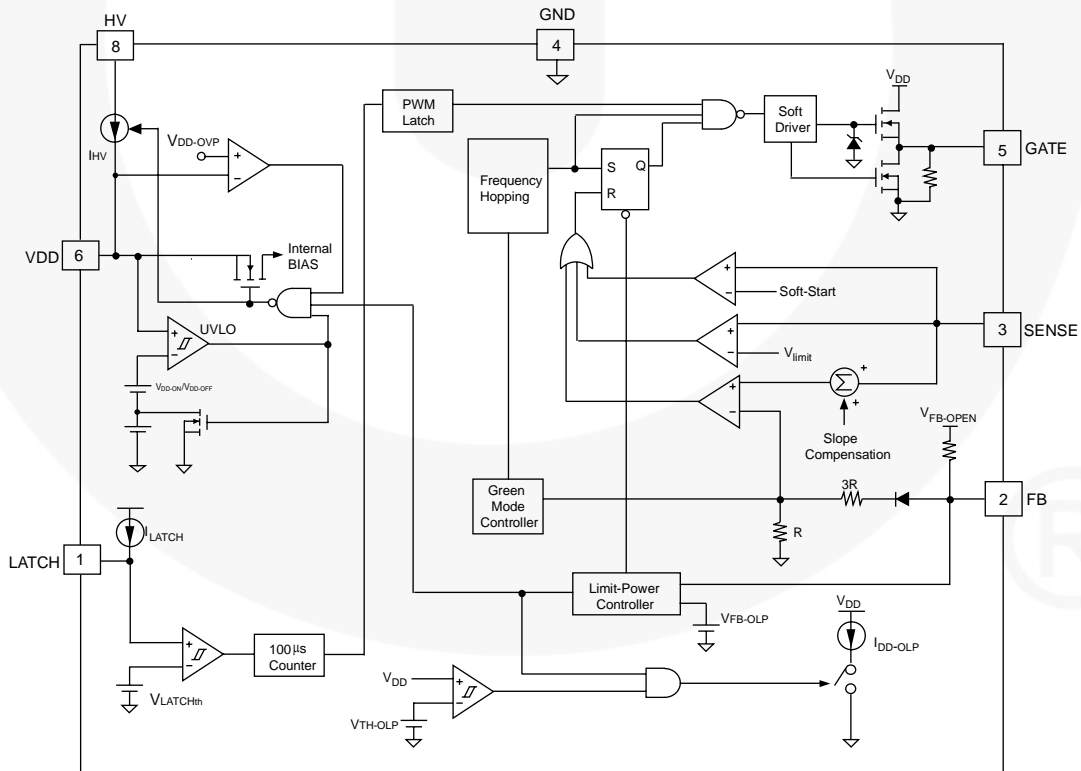 HV
8
GND
4
PWM
Latch
VDD
Soft
Driver
5
GATE
IHV
VDD-OVP
+
−
Frequency
Hopping
S
Q
R
VDD
6
Internal
BIAS
+
−
Soft-Start
3
SENSE
UVLO
+
−
+
−
Vlimit
VDD-ON/VDD-OFF
+
−
Σ
+
+
Slope
Compensation
VFB-OPEN
Green
Mode
Controller
3R
2
FB
R
ILATCH
LATCH
1
Limit-Power
Controller
VFB-OLP
VDD
IDD-OLP
+
−
100µs
Counter
VLATCHth
VDD
+
−
VTH-OLP
R